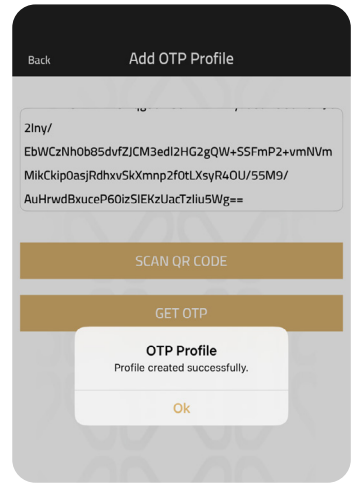 Back
Add OTP Profile
2lny/
EbWCzNh0b85dvfZJCM3edl2HG2gQW+SSFmP2+vmNVm
MikCkip0asjRdhxvSkXmnp2f0tLXsyR4OU/55M9/
AuHrwdBxuceP60izSlEKzUacTzliu5Wg==
SCAN QR CODE
GET OTP
OTP Profile
Profile created successfully.
Ok